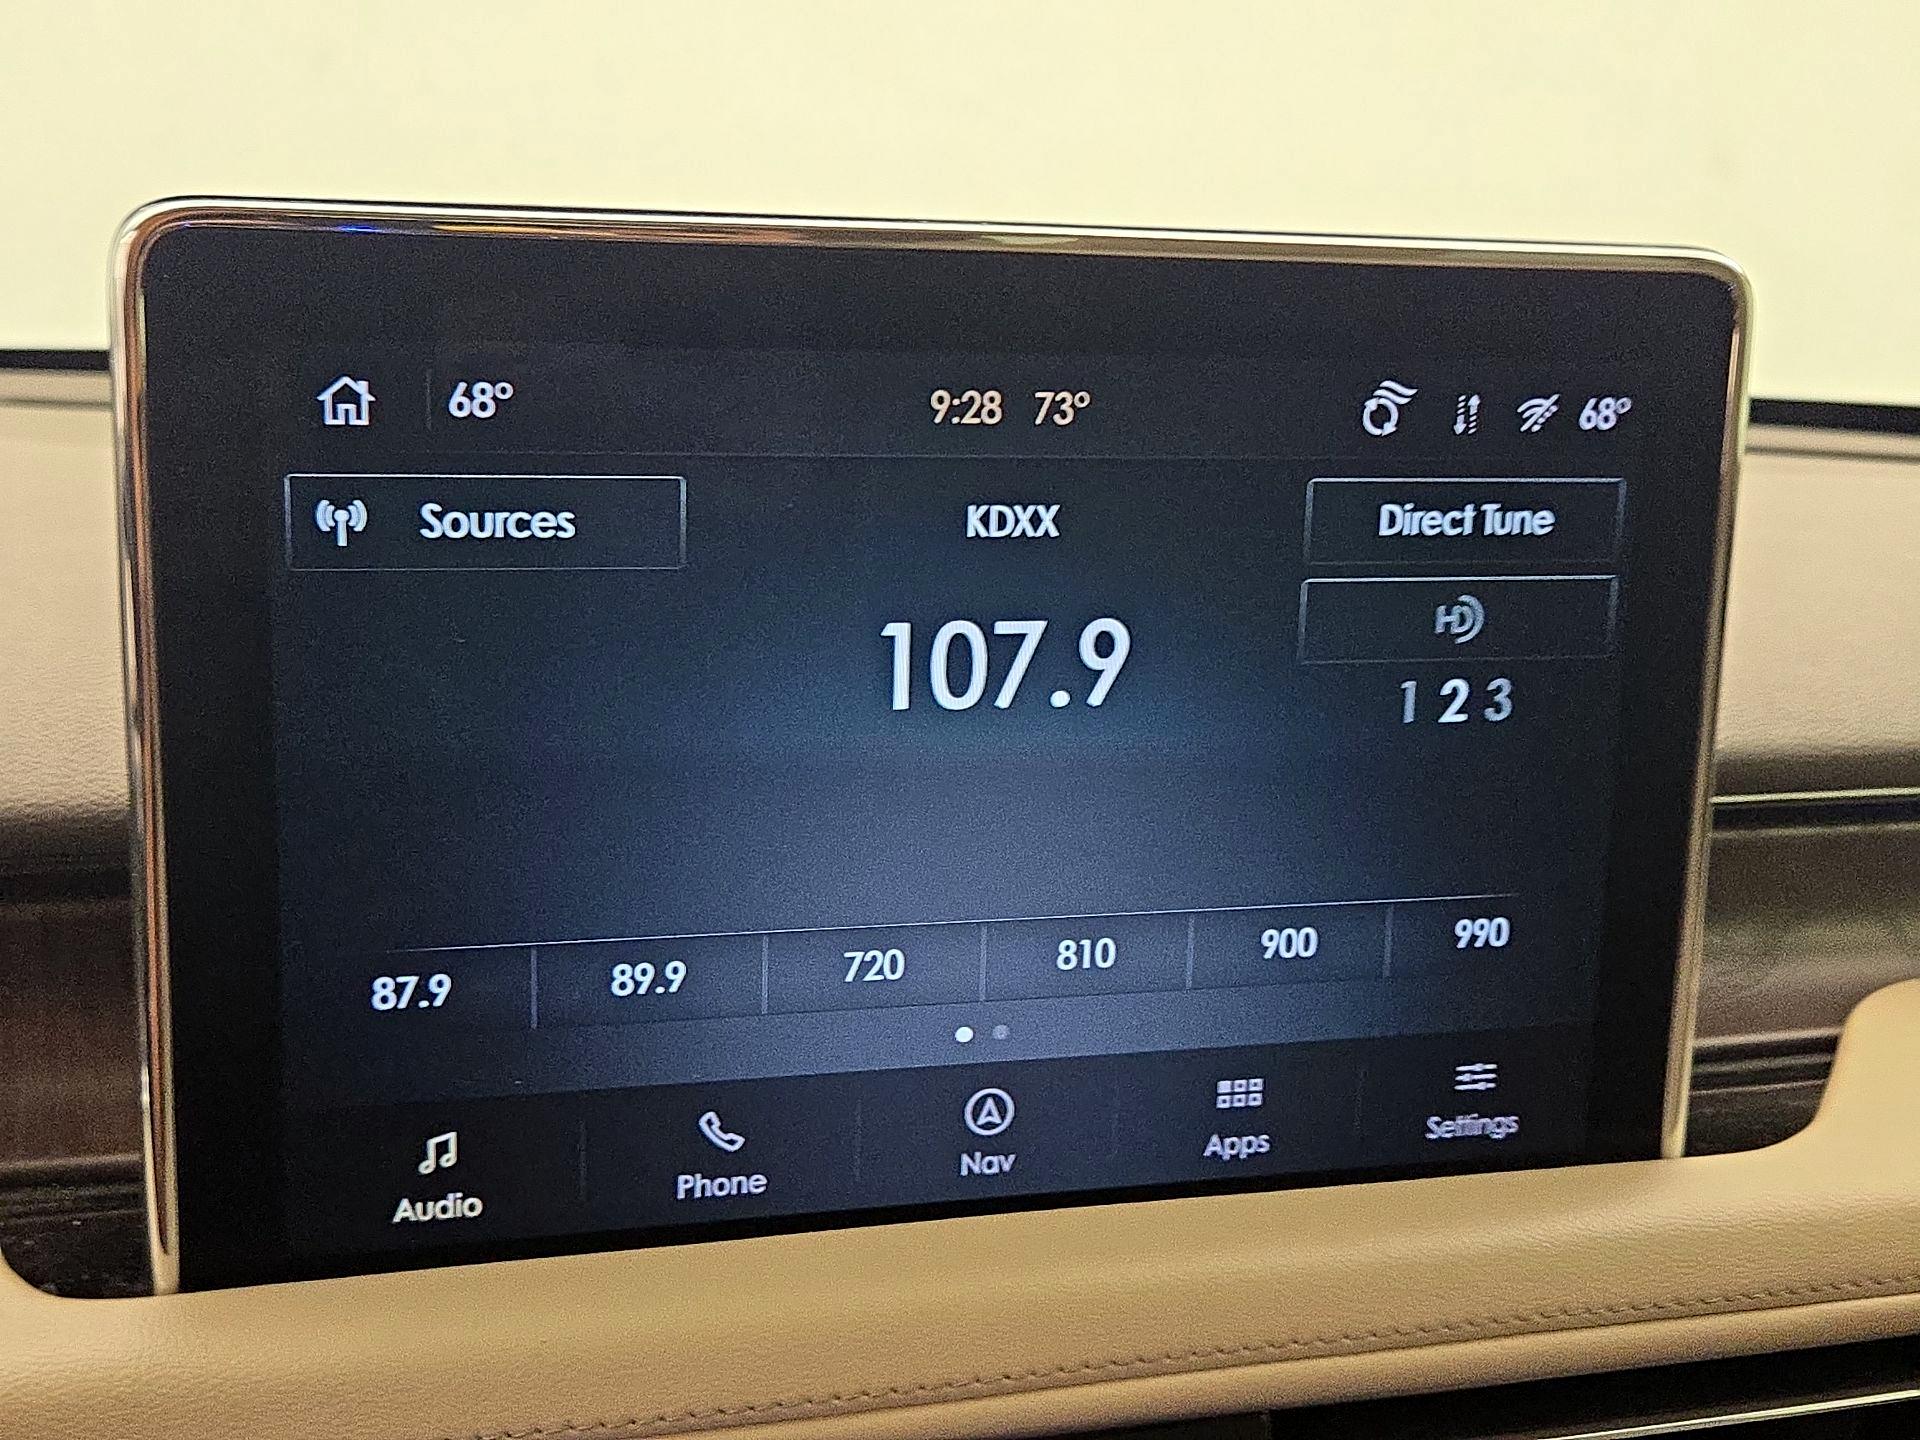 68° 9:28 73° 68°
Sources KDXX Direct Tune
107.9 HD
1 2 3
87.9 89.9 720 810 900 990
Audio Phone Nav Apps Settings